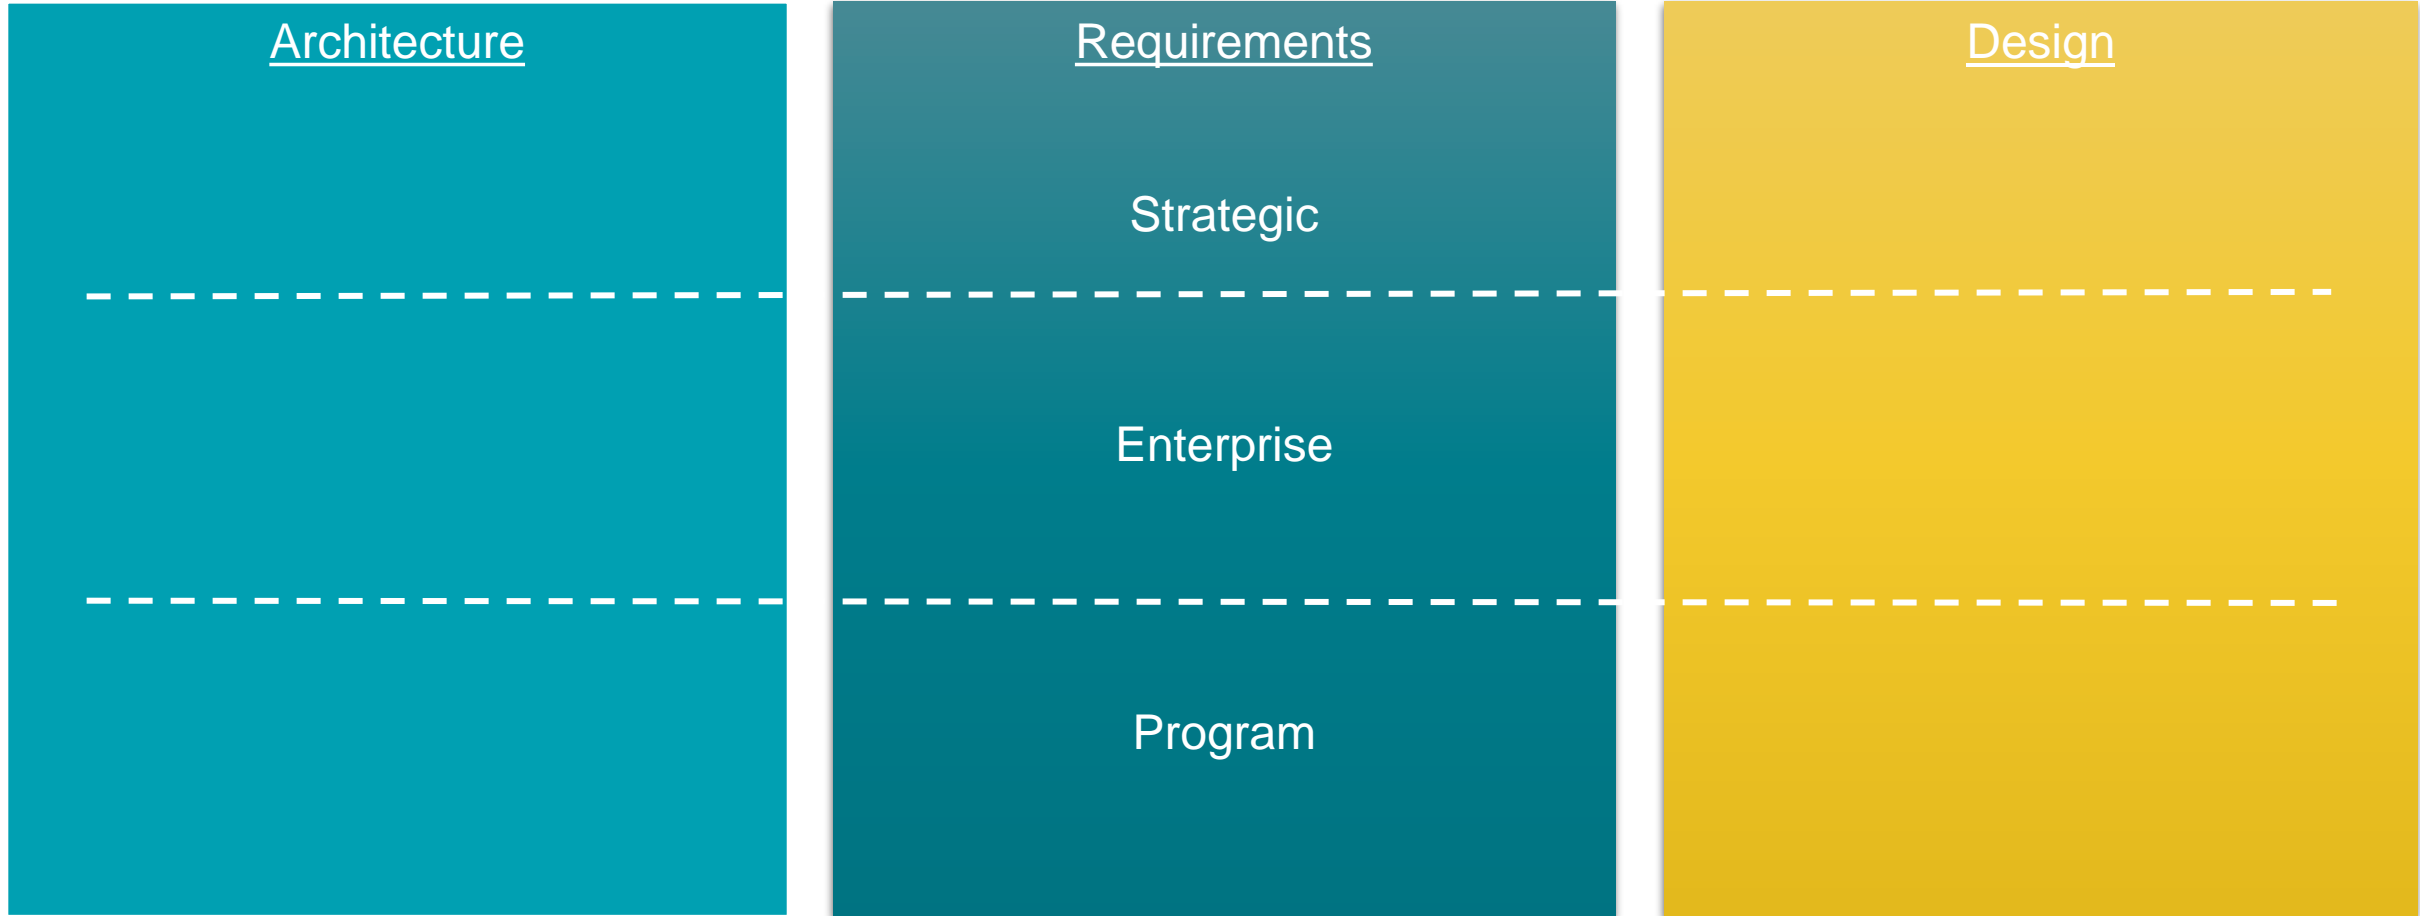 Architecture
Requirements
Design
Strategic
Enterprise
Program